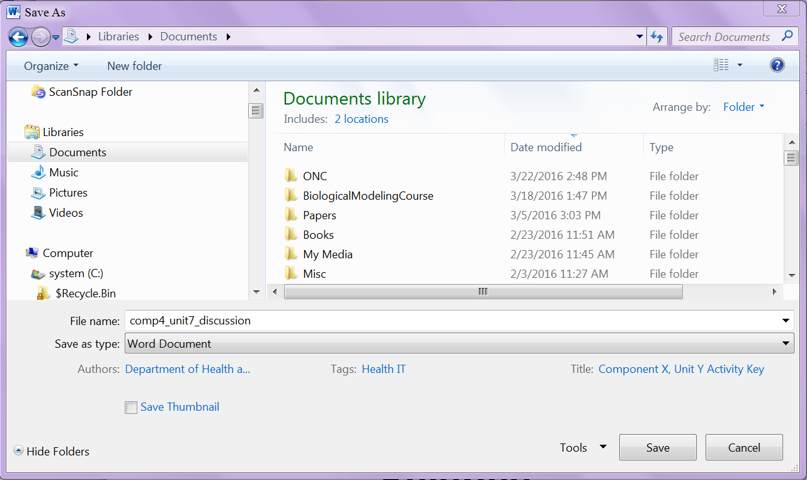 Save As
Libraries Documents Search Documents
Organize New folder
ScanSnap Folder
Libraries
Documents
Music
Pictures
Videos
Computer
system (C:)
$Recycle.Bin
Documents library
Includes: 2 locations
Arrange by: Folder
Name Date modified Type
ONC 3/22/2016 2:48 PM File folder
BiologicalModelingCourse 3/18/2016 1:47 PM File folder
Papers 3/5/2016 3:03 PM File folder
Books 2/23/2016 11:51 AM File folder
My Media 2/23/2016 11:45 AM File folder
Misc 2/3/2016 11:27 AM File folder
File name: comp4_unit7_discussion
Save as type: Word Document
Authors: Department of Health a... Tags: Health IT Title: Component X, Unit Y Activity Key
Save Thumbnail
Hide Folders Tools Save Cancel